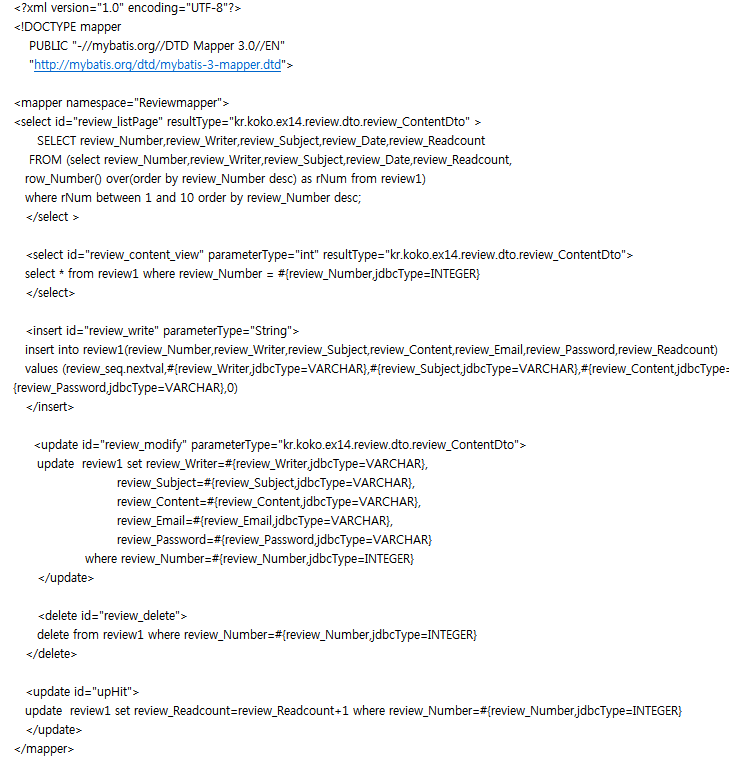 <?xml version="1.0" encoding="UTF-8"?>
<!DOCTYPE mapper
PUBLIC "-//mybatis.org//DTD Mapper 3.0//EN"
"http://mybatis.org/dtd/mybatis-3-mapper.dtd">
<mapper namespace="Reviewmapper">
<select id="review_listPage" resultType="kr.koko.ex14.review.dto.review_ContentDto" >
SELECT review_Number,review_Writer,review_Subject,review_Date,review_Readcount
FROM (select review_Number,review_Writer,review_Subject,review_Date,review_Readcount,
row_Number() over(order by review_Number desc) as rNum from review1)
where rNum between 1 and 10 order by review_Number desc;
</select >
<select id="review_content_view" parameterType="int" resultType="kr.koko.ex14.review.dto.review_ContentDto">
select * from review1 where review_Number = #{review_Number,jdbcType=INTEGER}
</select>
<insert id="review_write" parameterType="String">
insert into review1(review_Number,review_Writer,review_Subject,review_Content,review_Email,review_Password,review_Readcount)
values (review_seq.nextval,#{review_Writer,jdbcType=VARCHAR},#{review_Subject,jdbcType=VARCHAR},#{review_Content,jdbcType=
{review_Password,jdbcType=VARCHAR},0)
</insert>
<update id="review_modify" parameterType="kr.koko.ex14.review.dto.review_ContentDto">
update  review1 set review_Writer=#{review_Writer,jdbcType=VARCHAR},
review_Subject=#{review_Subject,jdbcType=VARCHAR},
review_Content=#{review_Content,jdbcType=VARCHAR},
review_Email=#{review_Email,jdbcType=VARCHAR},
review_Password=#{review_Password,jdbcType=VARCHAR}
where review_Number=#{review_Number,jdbcType=INTEGER}
</update>
<delete id="review_delete">
delete from review1 where review_Number=#{review_Number,jdbcType=INTEGER}
</delete>
<update id="upHit">
update  review1 set review_Readcount=review_Readcount+1 where review_Number=#{review_Number,jdbcType=INTEGER}
</update>
</mapper>